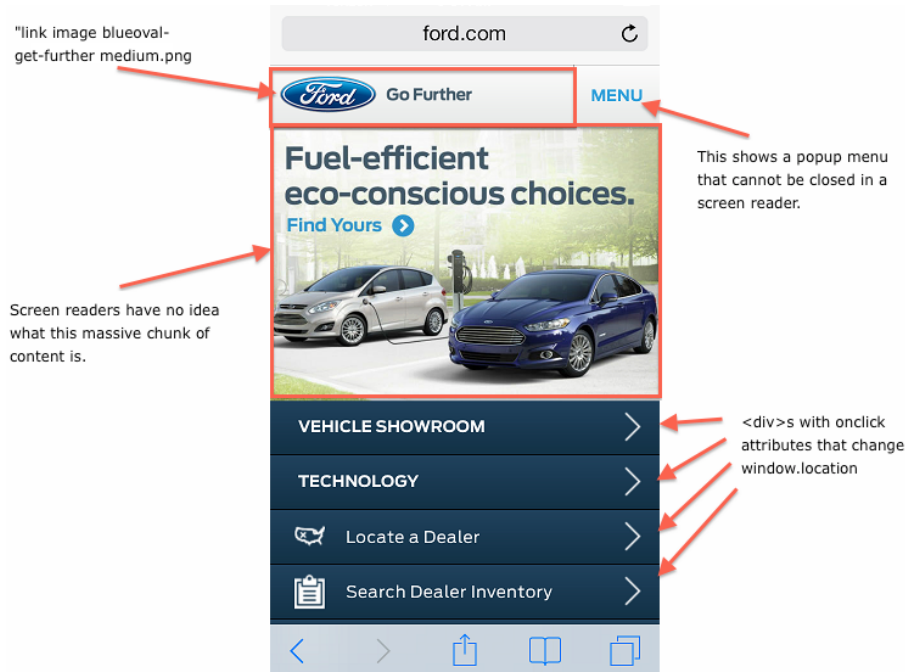 "link image blueoval-
get-further medium.png
ford.com
Ford
Go Further
MENU
Fuel-efficient
eco-conscious choices.
Find Yours
This shows a popup menu
that cannot be closed in a
screen reader.
Screen readers have no idea
what this massive chunk of
content is.
VEHICLE SHOWROOM
TECHNOLOGY
Locate a Dealer
Search Dealer Inventory
<div>s with onclick
attributes that change
window.location